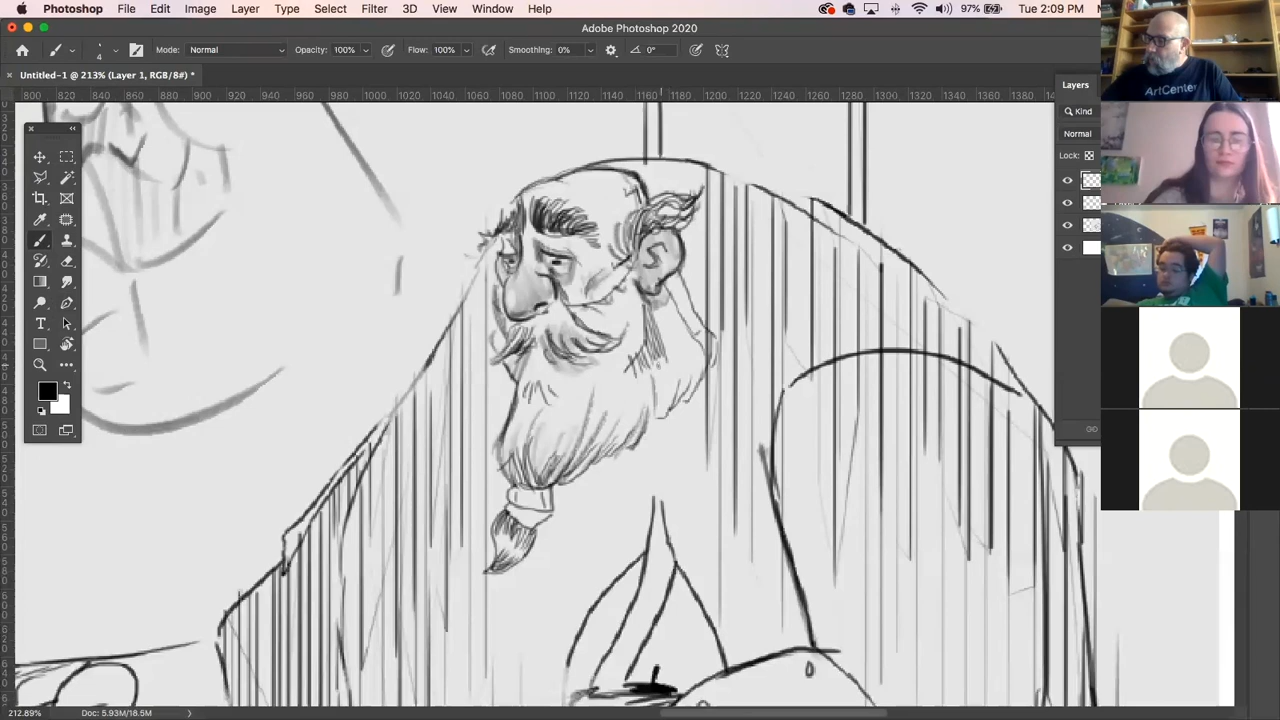 Photoshop File Edit Image Layer Type Select Filter 3D View Window Help 97% Tue 2:09 PM
Adobe Photoshop 2020
4 Mode: Normal Opacity: 100% Flow: 100% Smoothing: 0% 0°
× Untitled-1 @ 213% (Layer 1, RGB/8#) *
800 820 840 860 880 900 920 940 960 980 1000 1020 1040 1060 1080 1100 1120 1140 1160 1180 1200 1220 1240 1260 1280 1300 1320 1340 1360 1380
Layers
Kind
Normal
Lock:
ArtCenter
212.89% Doc: 5.93M/18.5M